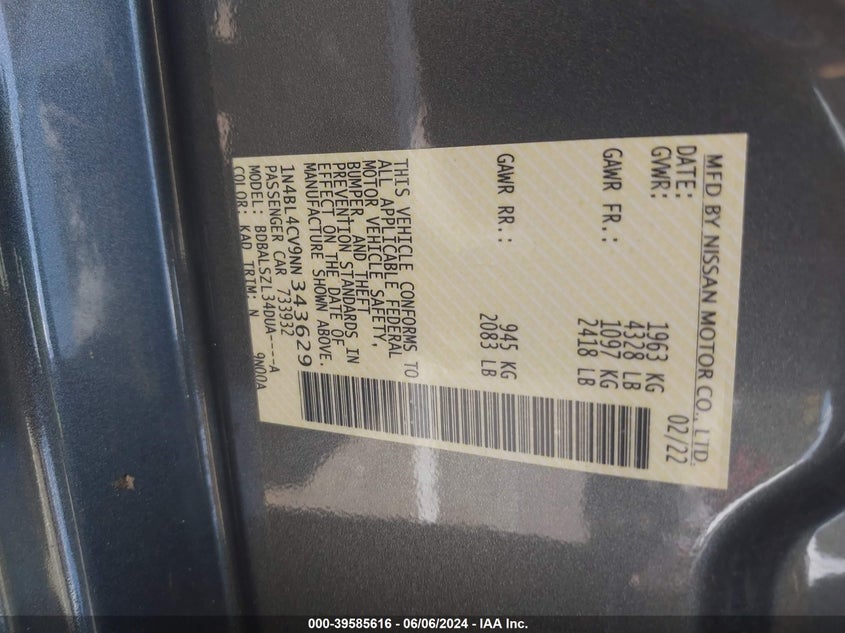 MFD BY NISSAN MOTOR CO., LTD.
DATE: 02/22
GVWR: 1963 KG
4328 LB
GAWR FR.: 1097 KG
2418 LB
GAWR RR.: 945 KG
2083 LB
THIS VEHICLE CONFORMS TO
ALL APPLICABLE FEDERAL
MOTOR VEHICLE SAFETY,
BUMPER, AND THEFT
PREVENTION STANDARDS IN
EFFECT ON THE DATE OF
MANUFACTURE SHOWN ABOVE.
1N4BL4CV9NN343629
PASSENGER CAR 733932
MODEL: BDBALSZL34DUA----A
COLOR: KAD TRIM: N 9N00A
000-39585616 - 06/06/2024 - IAA Inc.